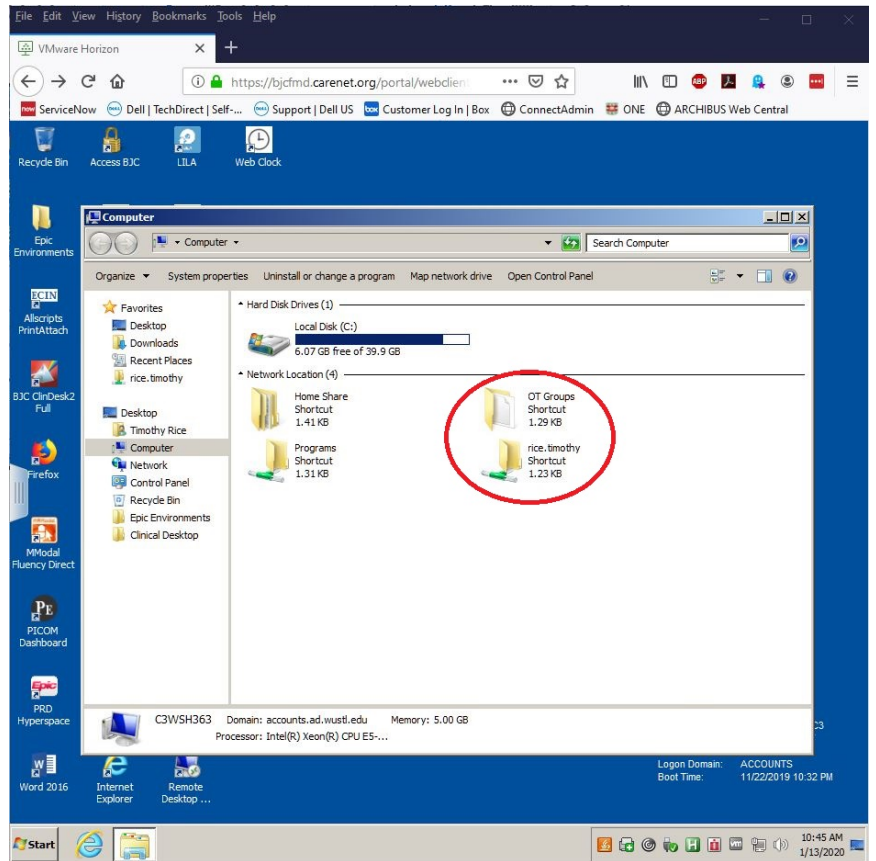 File Edit View History Bookmarks Tools Help
VMware Horizon
https://bjcfmd.carenet.org/portal/webclien
ServiceNow Dell | TechDirect | Self-... Support | Dell US Customer Log In | Box ConnectAdmin ONE ARCHIBUS Web Central
Recycle Bin
Access BJC
LILA
Web Clock
Epic
Environments
ECIN
Allscripts
PrintAttach
BJC ClinDesk2
Full
Firefox
MModal
Fluency Direct
PE
PICOM
Dashboard
Epic
PRD
Hyperspace
Word 2016
Internet
Explorer
Remote
Desktop ...
Computer
Computer
Search Computer
Organize System properties Uninstall or change a program Map network drive Open Control Panel
Favorites
Desktop
Downloads
Recent Places
rice.timothy
Desktop
Timothy Rice
Computer
Network
Control Panel
Recycle Bin
Epic Environments
Clinical Desktop
Hard Disk Drives (1)
Local Disk (C:)
6.07 GB free of 39.9 GB
Network Location (4)
Home Share
Shortcut
1.41 KB
OT Groups
Shortcut
1.29 KB
Programs
Shortcut
1.31 KB
rice.timothy
Shortcut
1.23 KB
C3WSH363 Domain: accounts.ad.wustl.edu Memory: 5.00 GB
Processor: Intel(R) Xeon(R) CPU E5-...
Logon Domain: ACCOUNTS
Boot Time: 11/22/2019 10:32 PM
Start
10:45 AM
1/13/2020